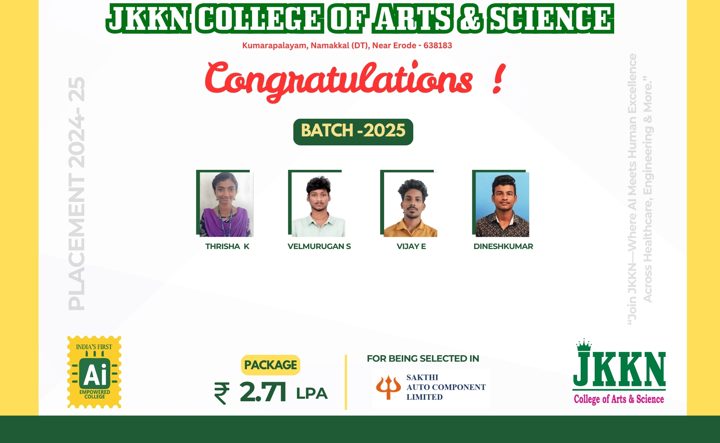 JKKN COLLEGE OF ARTS & SCIENCE
Kumarapalayam, Namakkal (DT), Near Erode - 638183
Congratulations !
BATCH -2025
PLACEMENT 2024- 25
"Join JKKN—Where Ai Meets Human Excellence
Across Healthcare, Engineering & More."
THRISHA K
VELMURUGAN S
VIJAY E
DINESHKUMAR
INDIA'S FIRST
Ai
EMPOWERED
COLLEGE
PACKAGE
₹ 2.71 LPA
FOR BEING SELECTED IN
SAKTHI
AUTO COMPONENT
LIMITED
JKKN
College of Arts & Science